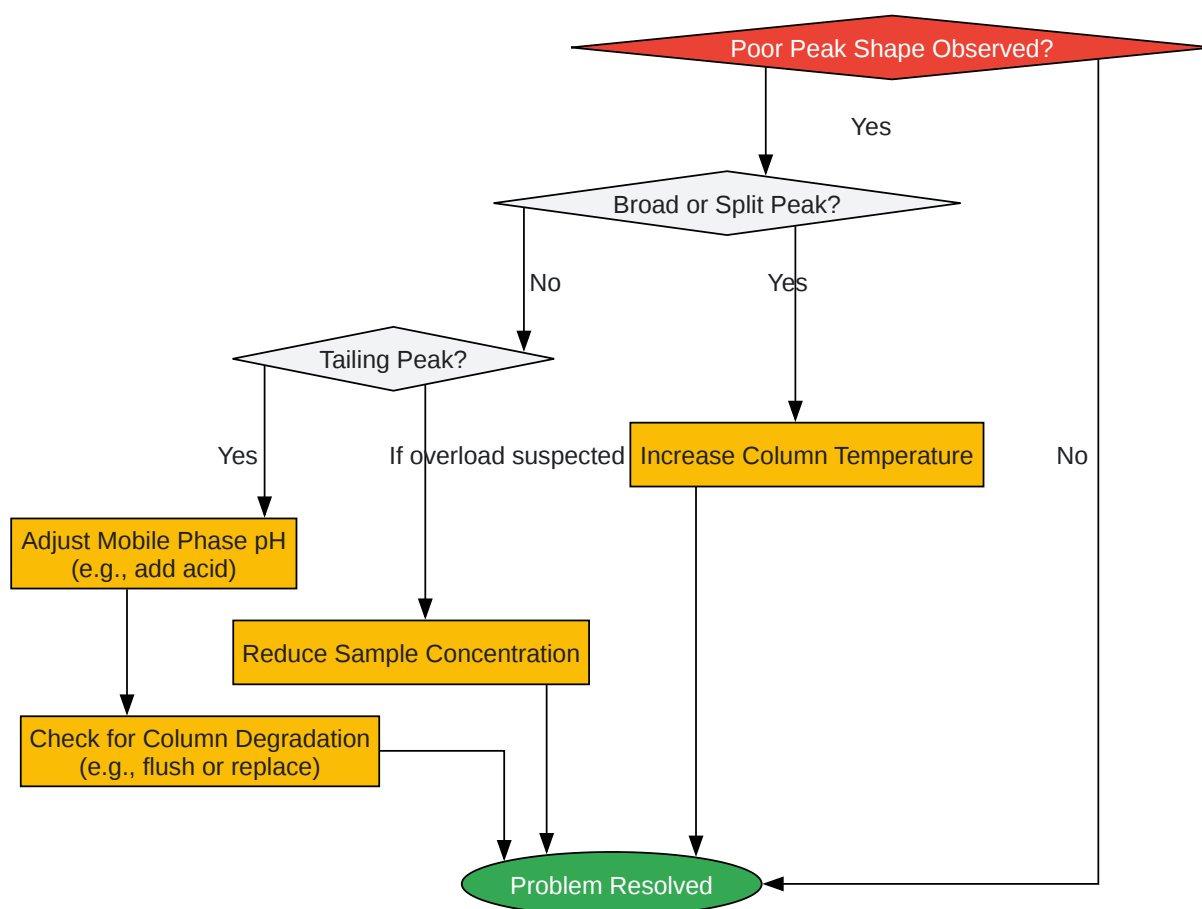 Poor Peak Shape Observed?
Yes
Broad or Split Peak?
No
Yes
Tailing Peak?
Yes
If overload suspected
Increase Column Temperature
No
Adjust Mobile Phase pH
(e.g., add acid)
Reduce Sample Concentration
Check for Column Degradation
(e.g., flush or replace)
Problem Resolved